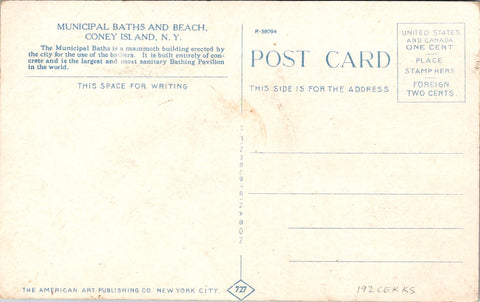 MUNICIPAL BATHS AND BEACH,
CONEY ISLAND, N. Y.
The Municipal Baths is a mammoth building erected by
the city for the use of the bathers. It is built entirely of con-
crete and is the largest and most sanitary Bathing Pavilion
in the world.
THIS SPACE FOR WRITING
R-38094
POST CARD
THIS SIDE IS FOR THE ADDRESS
UNITED STATES
AND CANADA
ONE CENT
PLACE
STAMP HERE
FOREIGN
TWO CENTS
THE AMERICAN ART PUBLISHING CO. NEW YORK CITY.
727